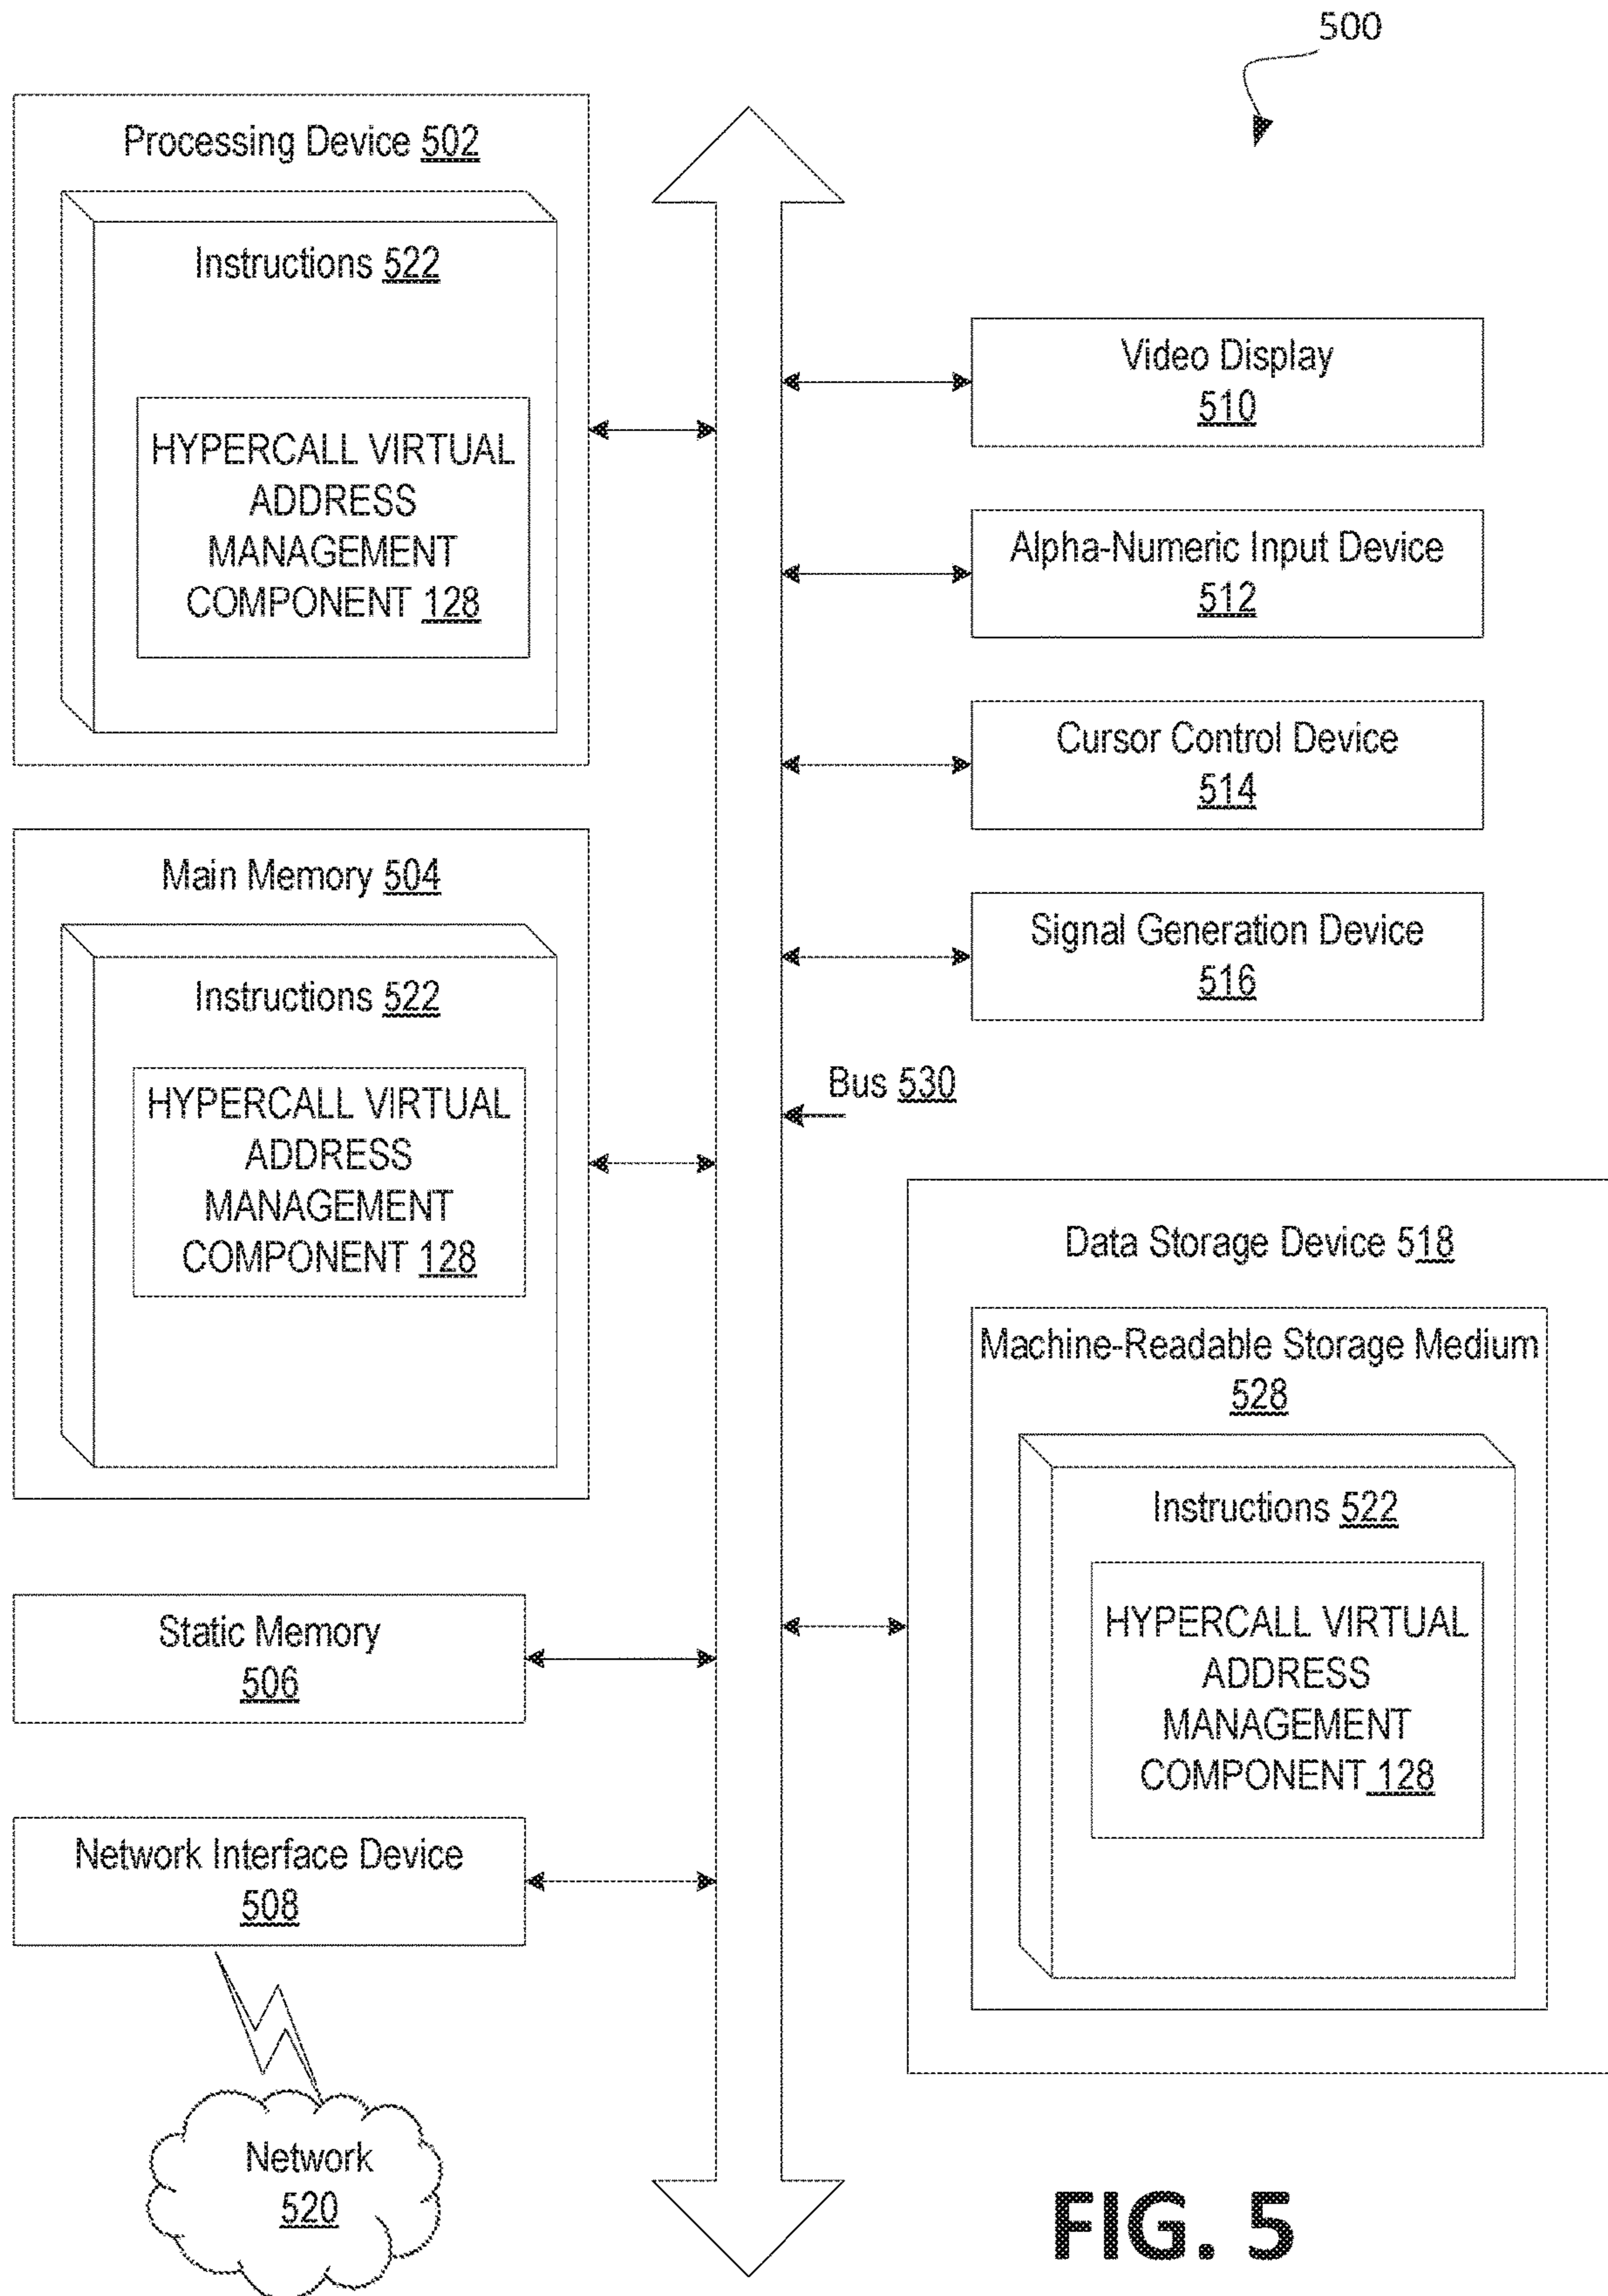 500
Processing Device 502
Instructions 522
HYPERCALL VIRTUAL
ADDRESS
MANAGEMENT
COMPONENT 128
Main Memory 504
Instructions 522
HYPERCALL VIRTUAL
ADDRESS
MANAGEMENT
COMPONENT 128
Static Memory
506
Network Interface Device
508
Network
520
Video Display
510
Alpha-Numeric Input Device
512
Cursor Control Device
514
Signal Generation Device
516
Bus 530
Data Storage Device 518
Machine-Readable Storage Medium
528
Instructions 522
HYPERCALL VIRTUAL
ADDRESS
MANAGEMENT
COMPONENT 128
FIG. 5